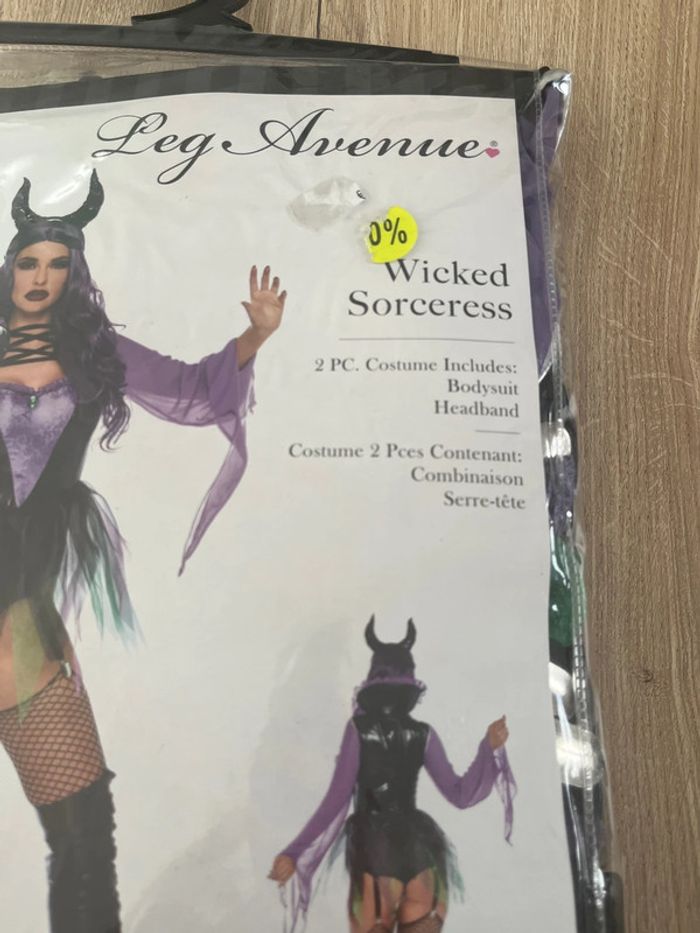 Leg Avenue
0%
Wicked
Sorceress
2 PC. Costume Includes:
Bodysuit
Headband
Costume 2 Pces Contenant:
Combinaison
Serre-tête